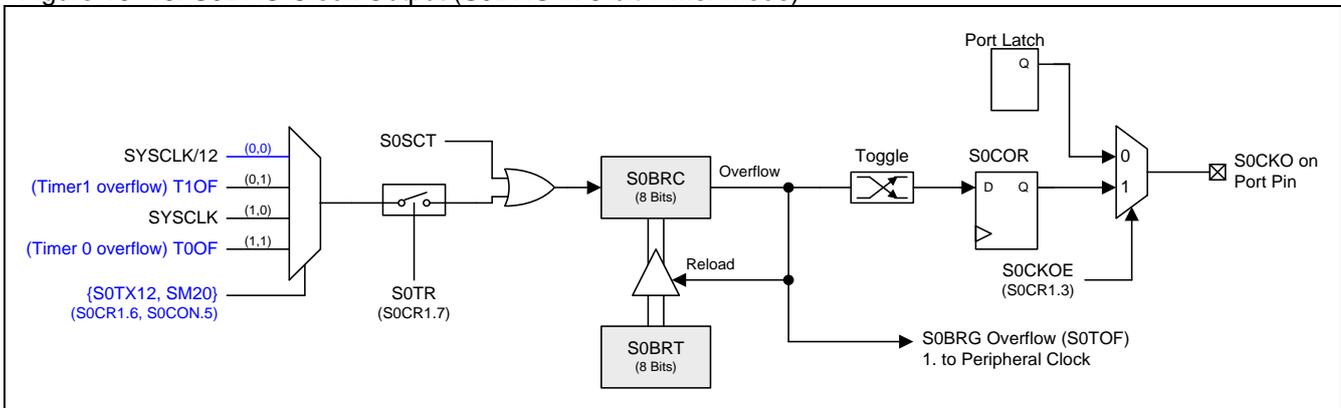 Port Latch
Q
SYSCLK/12
(0,0)
(Timer1 overflow) T1OF
(0,1)
SYSCLK
(1,0)
(Timer 0 overflow) T0OF
(1,1)
{S0TX12, SM20}
(S0CR1.6, S0CON.5)
S0TR
(S0CR1.7)
S0SCT
S0BRC
(8 Bits)
Overflow
Reload
S0BRT
(8 Bits)
Toggle
S0COR
D
Q
0
1
S0CKOE
(S0CR1.3)
S0CKO on
Port Pin
S0BRG Overflow (S0TOF)
1. to Peripheral Clock